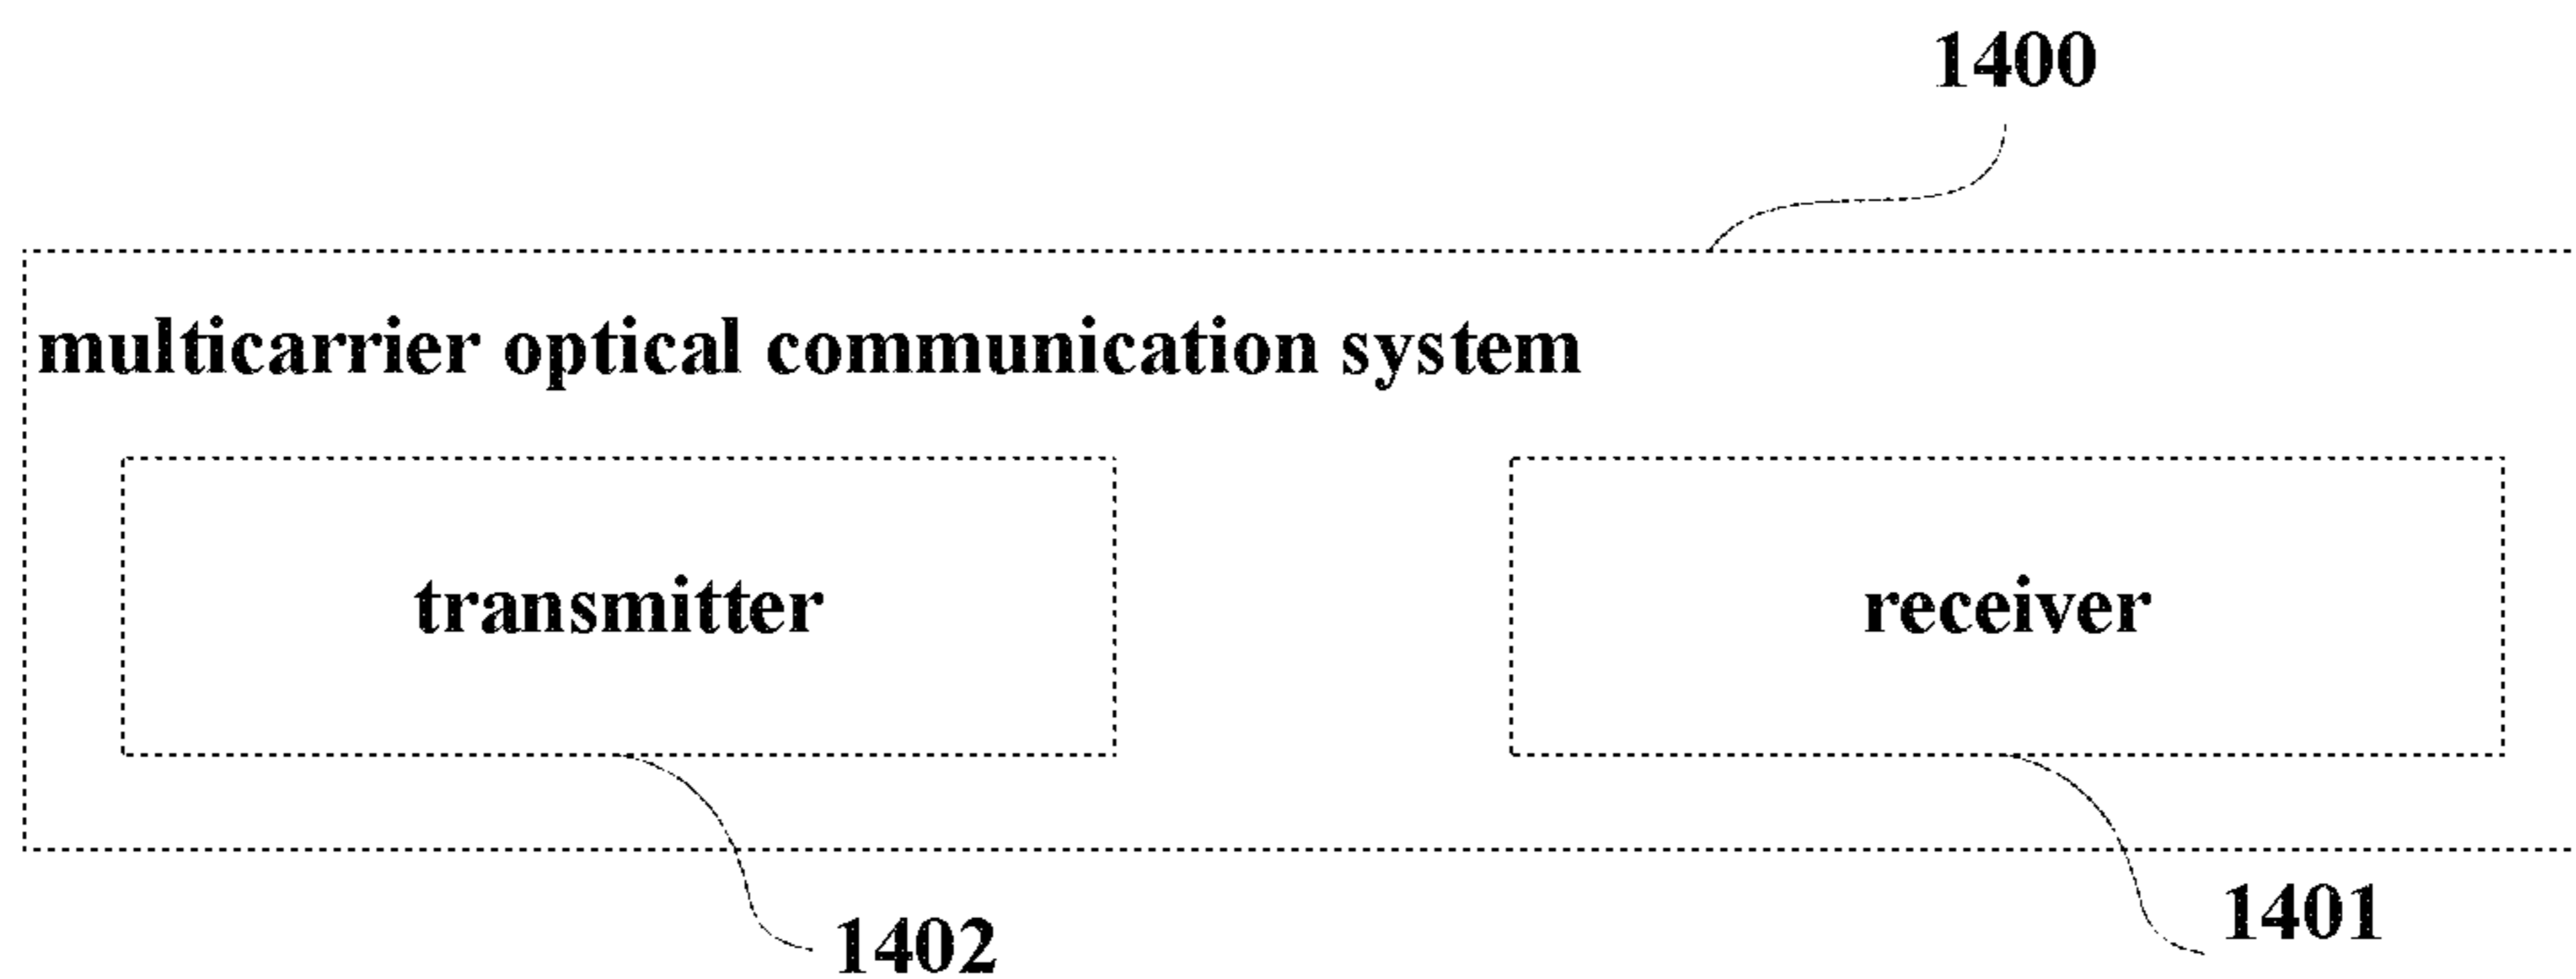 1400
multicarrier optical communication system
transmitter
receiver
1402
1401